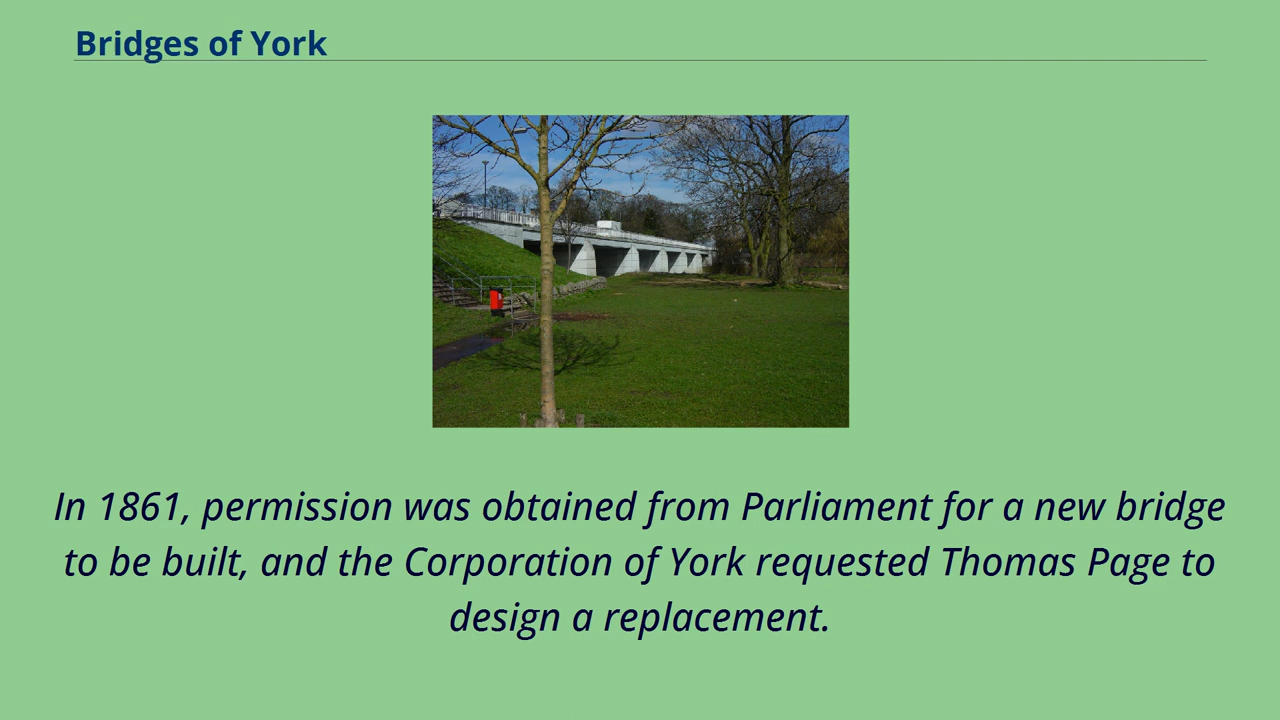 Bridges of York
In 1861, permission was obtained from Parliament for a new bridge
to be built, and the Corporation of York requested Thomas Page to
design a replacement.